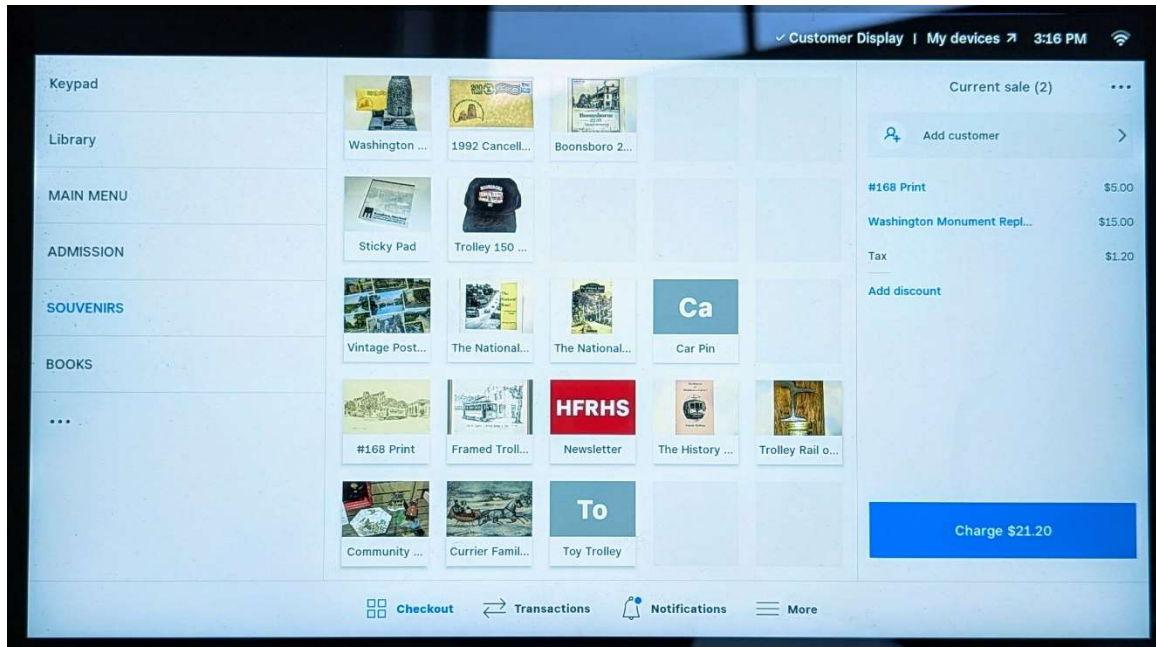 ✓ Customer Display | My devices ↗ 3:16 PM
Keypad
Library
MAIN MENU
ADMISSION
SOUVENIRS
BOOKS
...
Washington ...
1992 Cancell...
Boonsboro 2...
Sticky Pad
Trolley 150 ...
Vintage Post...
The National...
The National...
Ca
Car Pin
#168 Print
Framed Troll...
HFRHS
Newsletter
The History ...
Trolley Rail o...
Community ...
Currier Famil...
To
Toy Trolley
Current sale (2) ...
Add customer
#168 Print $5.00
Washington Monument Repl... $15.00
Tax $1.20
Add discount
Charge $21.20
Checkout Transactions Notifications More